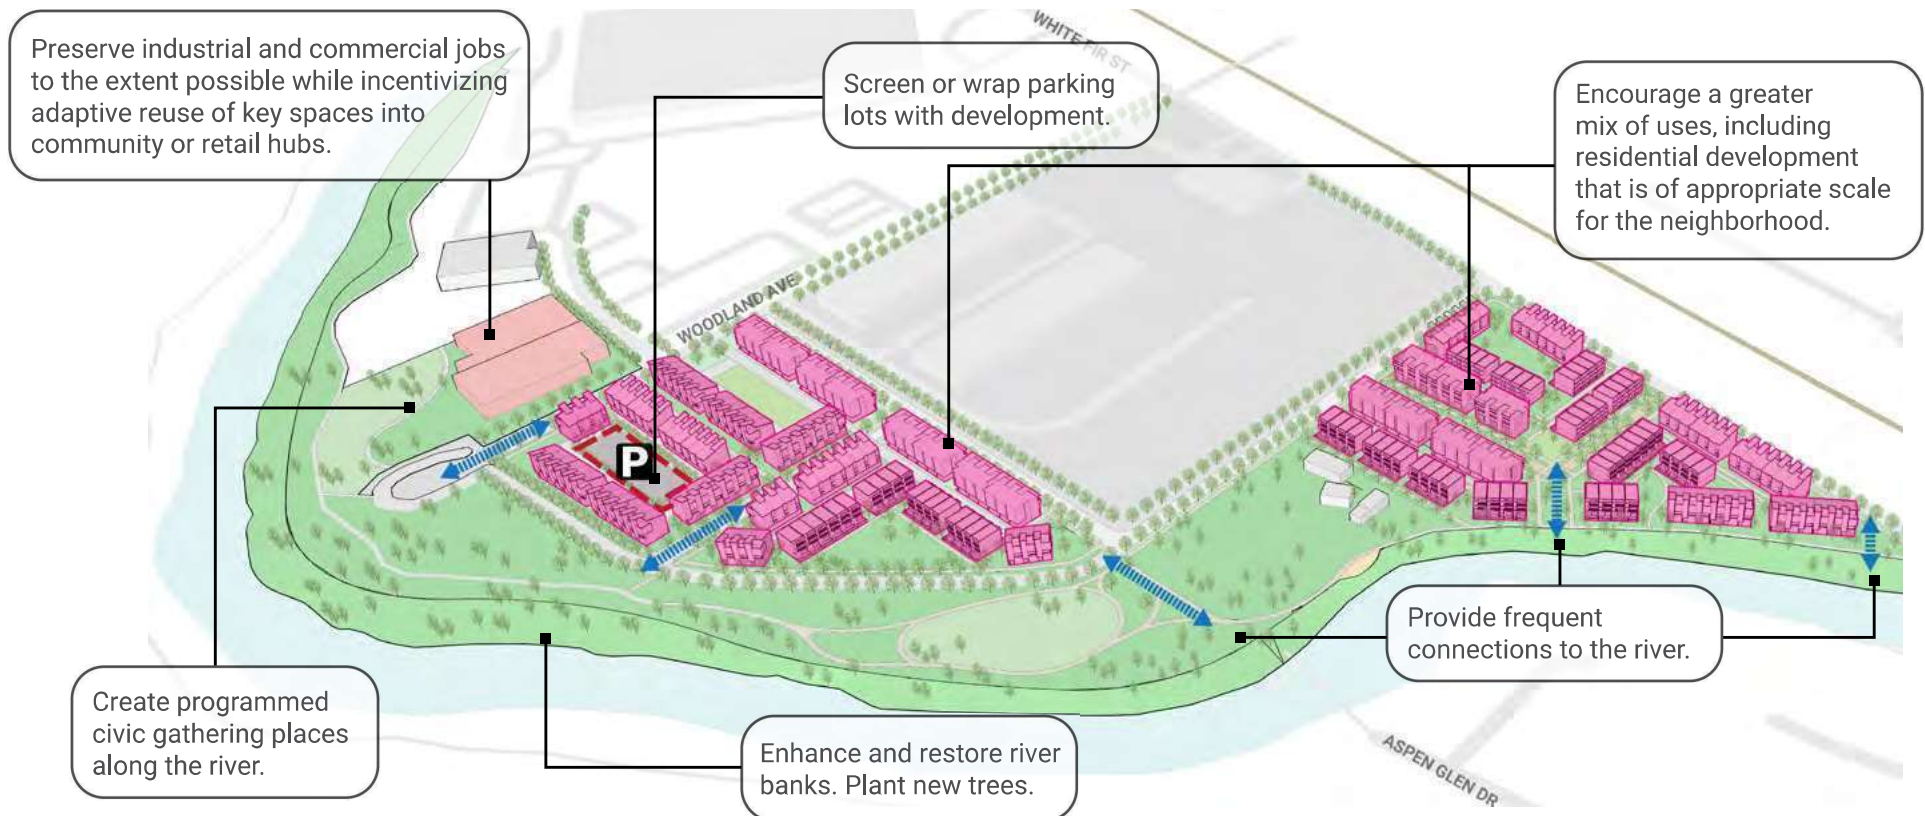 Preserve industrial and commercial jobs
to the extent possible while incentivizing
adaptive reuse of key spaces into
community or retail hubs.
Screen or wrap parking
lots with development.
Encourage a greater
mix of uses, including
residential development
that is of appropriate scale
for the neighborhood.
WHITE FIR ST
WOODLAND AVE
P
Provide frequent
connections to the river.
Create programmed
civic gathering places
along the river.
Enhance and restore river
banks. Plant new trees.
ASPEN GLEN DR